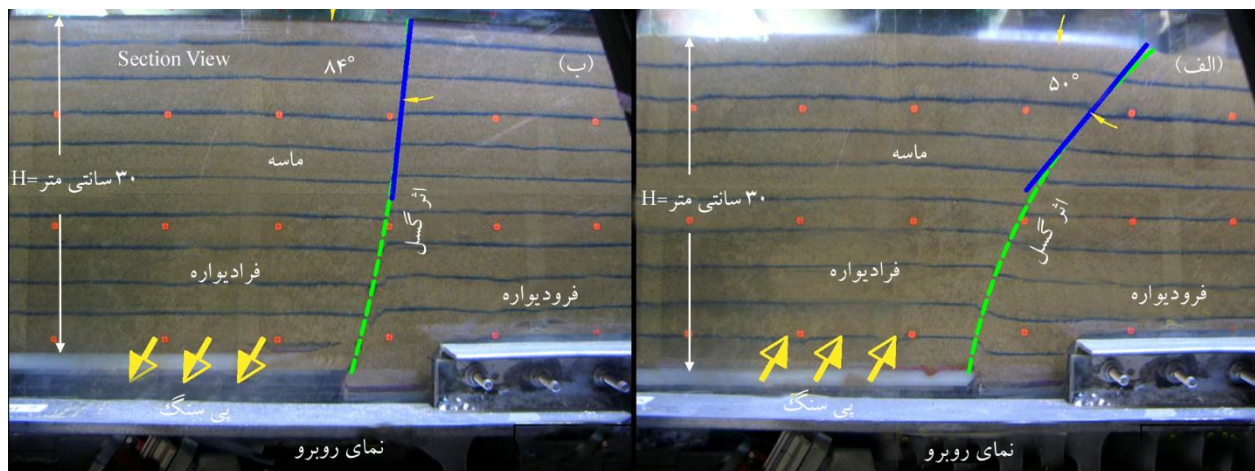 (الف)
۵۰°
ماسه
H=۳۰ سانتی متر
اثر گسل
فرادیواره
فرودیواره
پی سنگ
نمای روبرو
Section View
(ب)
۸۴°
ماسه
H=۳۰ سانتی متر
اثر گسل
فرادیواره
فرودیواره
پی سنگ
نمای روبرو